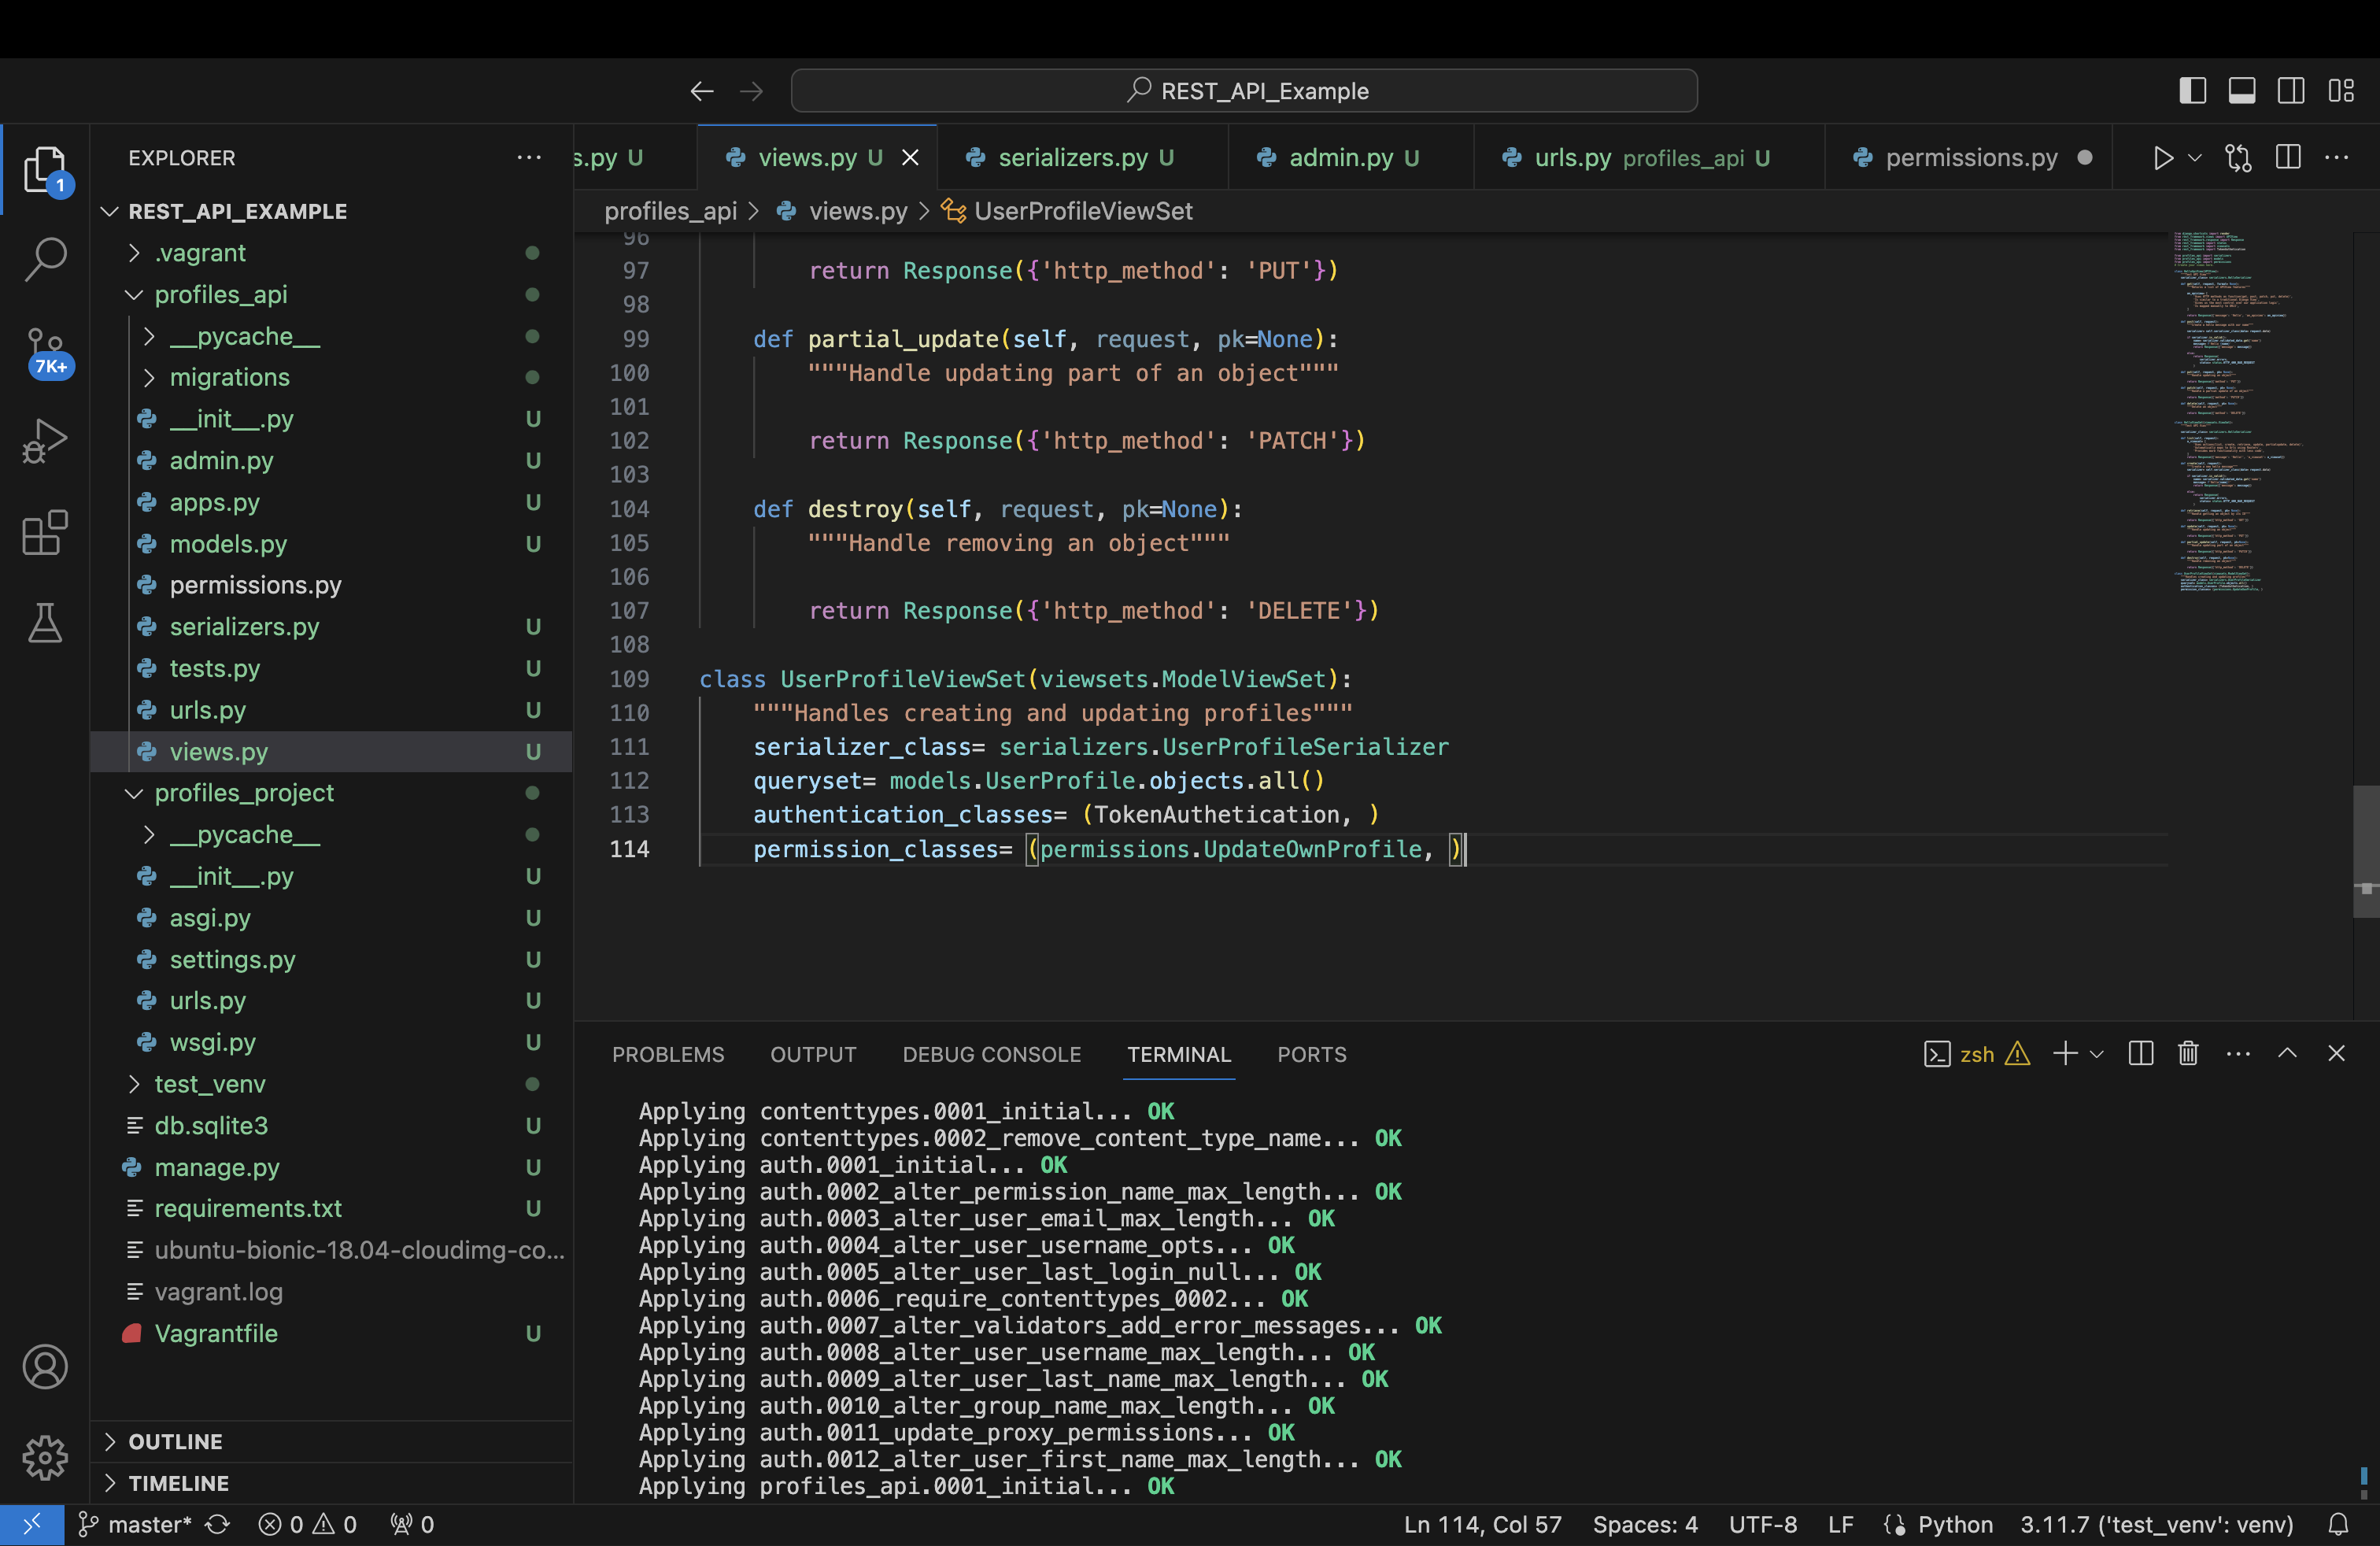 REST_API_Example
EXPLORER
s.py U
views.py U
serializers.py U
admin.py U
urls.py profiles_api U
permissions.py
1
7K+
REST_API_EXAMPLE
.vagrant
profiles_api
__pycache__
migrations
__init__.py U
admin.py U
apps.py U
models.py U
permissions.py
serializers.py U
tests.py U
urls.py U
views.py U
profiles_project
__pycache__
__init__.py U
asgi.py U
settings.py U
urls.py U
wsgi.py U
test_venv
db.sqlite3 U
manage.py U
requirements.txt U
ubuntu-bionic-18.04-cloudimg-co...
vagrant.log
Vagrantfile U
OUTLINE
TIMELINE
profiles_api > views.py > UserProfileViewSet
96
97 return Response({'http_method': 'PUT'})
98
99 def partial_update(self, request, pk=None):
100 """Handle updating part of an object"""
101
102 return Response({'http_method': 'PATCH'})
103
104 def destroy(self, request, pk=None):
105 """Handle removing an object"""
106
107 return Response({'http_method': 'DELETE'})
108
109 class UserProfileViewSet(viewsets.ModelViewSet):
110 """Handles creating and updating profiles"""
111 serializer_class= serializers.UserProfileSerializer
112 queryset= models.UserProfile.objects.all()
113 authentication_classes= (TokenAuthetication, )
114 permission_classes= (permissions.UpdateOwnProfile, )
PROBLEMS OUTPUT DEBUG CONSOLE TERMINAL PORTS
zsh
Applying contenttypes.0001_initial... OK
Applying contenttypes.0002_remove_content_type_name... OK
Applying auth.0001_initial... OK
Applying auth.0002_alter_permission_name_max_length... OK
Applying auth.0003_alter_user_email_max_length... OK
Applying auth.0004_alter_user_username_opts... OK
Applying auth.0005_alter_user_last_login_null... OK
Applying auth.0006_require_contenttypes_0002... OK
Applying auth.0007_alter_validators_add_error_messages... OK
Applying auth.0008_alter_user_username_max_length... OK
Applying auth.0009_alter_user_last_name_max_length... OK
Applying auth.0010_alter_group_name_max_length... OK
Applying auth.0011_update_proxy_permissions... OK
Applying auth.0012_alter_user_first_name_max_length... OK
Applying profiles_api.0001_initial... OK
master* 0 0 0
Ln 114, Col 57 Spaces: 4 UTF-8 LF Python 3.11.7 ('test_venv': venv)